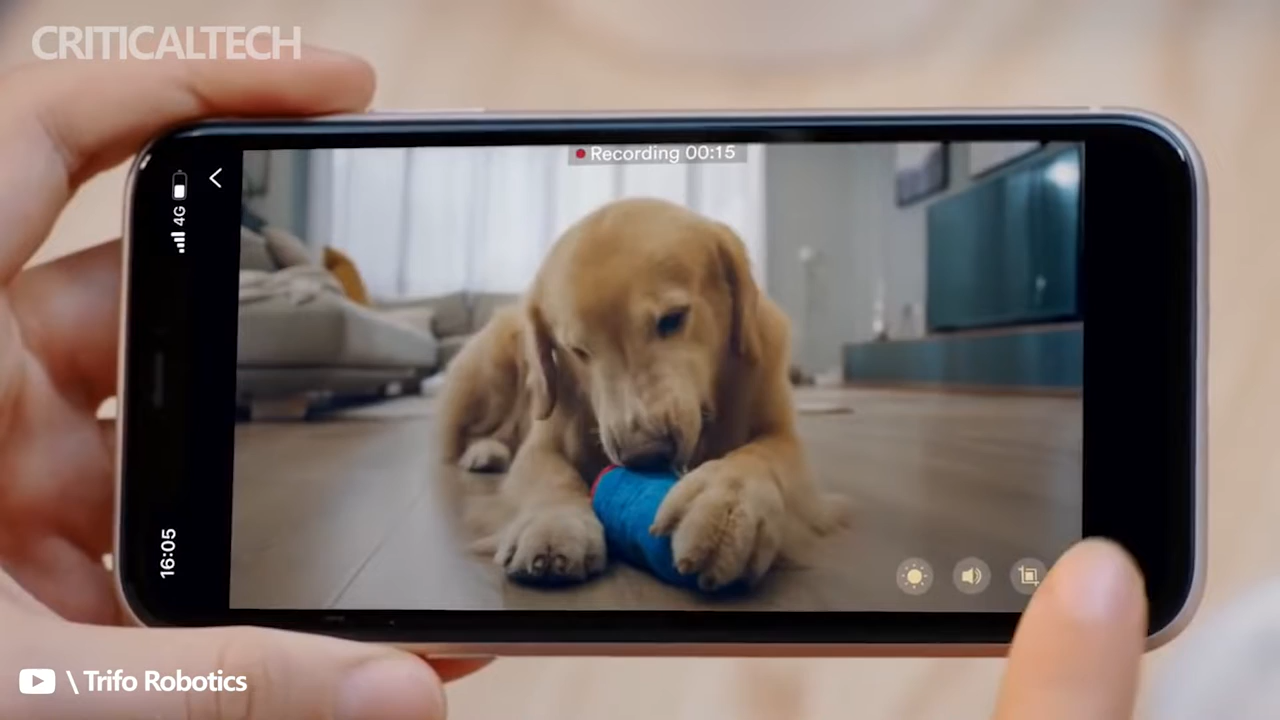 CRITICALTECH
Recording 00:15
4G
16:05
\ Trifo Robotics